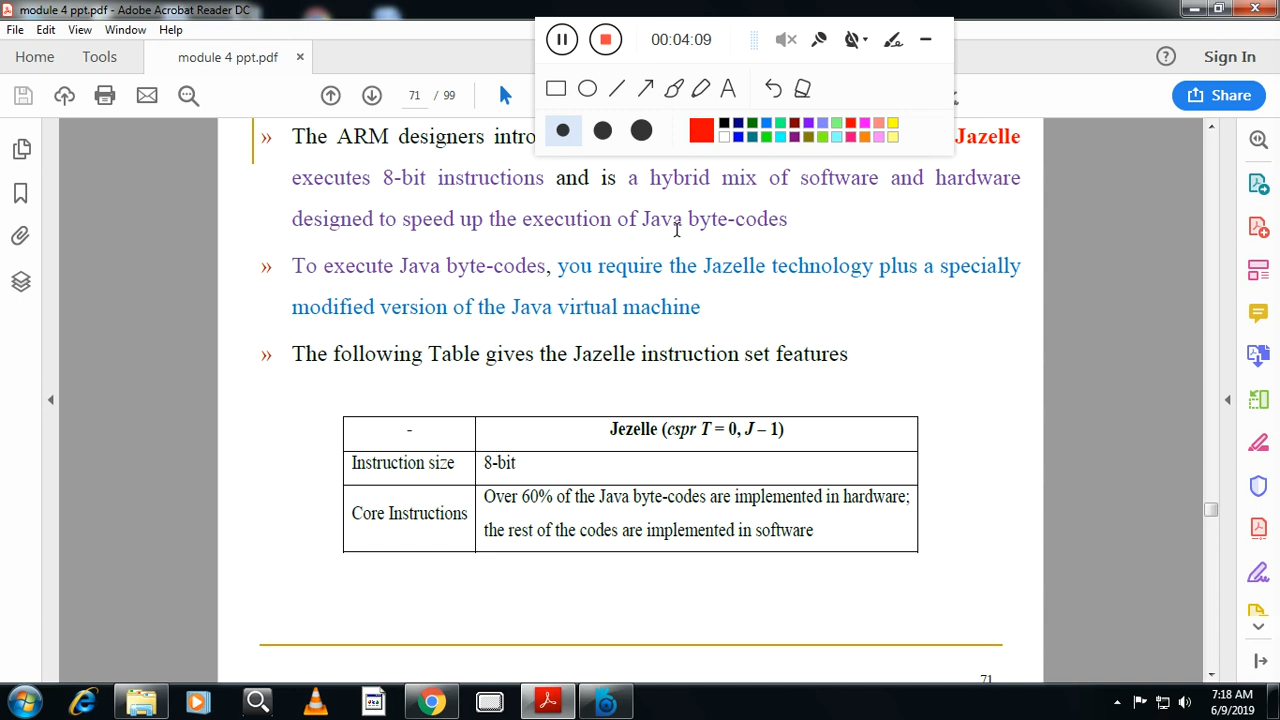 module 4 ppt.pdf - Adobe Acrobat Reader DC
File Edit View Window Help
Home Tools module 4 ppt.pdf × Sign In
00:04:09
71 / 99
Share
» The ARM designers intro Jazelle
executes 8-bit instructions and is a hybrid mix of software and hardware
designed to speed up the execution of Java byte-codes
» To execute Java byte-codes, you require the Jazelle technology plus a specially
modified version of the Java virtual machine
» The following Table gives the Jazelle instruction set features
- Jezelle (cspr T = 0, J – 1)
Instruction size 8-bit
Core Instructions Over 60% of the Java byte-codes are implemented in hardware;
the rest of the codes are implemented in software
71
7:18 AM
6/9/2019